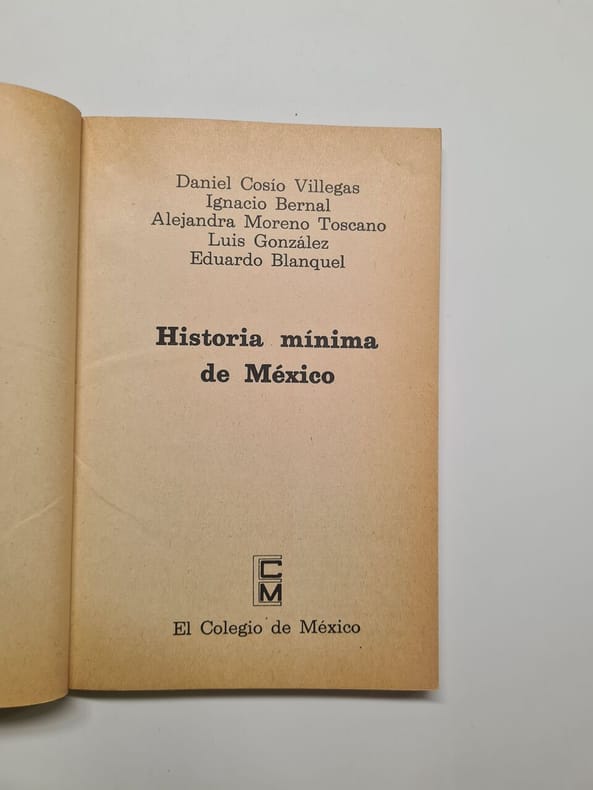 Daniel Cosío Villegas
Ignacio Bernal
Alejandra Moreno Toscano
Luis González
Eduardo Blanquel
Historia mínima
de México
C
M
El Colegio de México